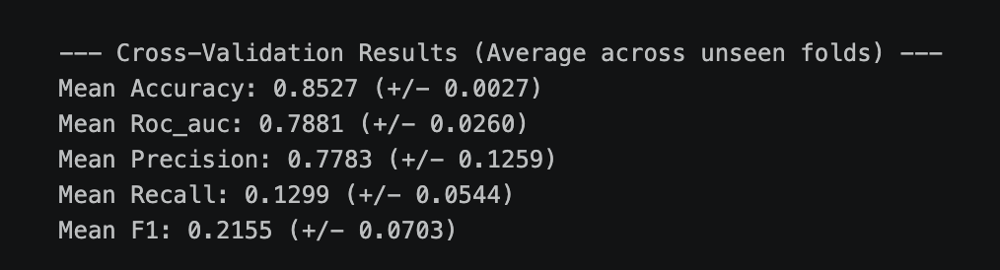 --- Cross-Validation Results (Average across unseen folds) ---
Mean Accuracy: 0.8527 (+/- 0.0027)
Mean Roc_auc: 0.7881 (+/- 0.0260)
Mean Precision: 0.7783 (+/- 0.1259)
Mean Recall: 0.1299 (+/- 0.0544)
Mean F1: 0.2155 (+/- 0.0703)